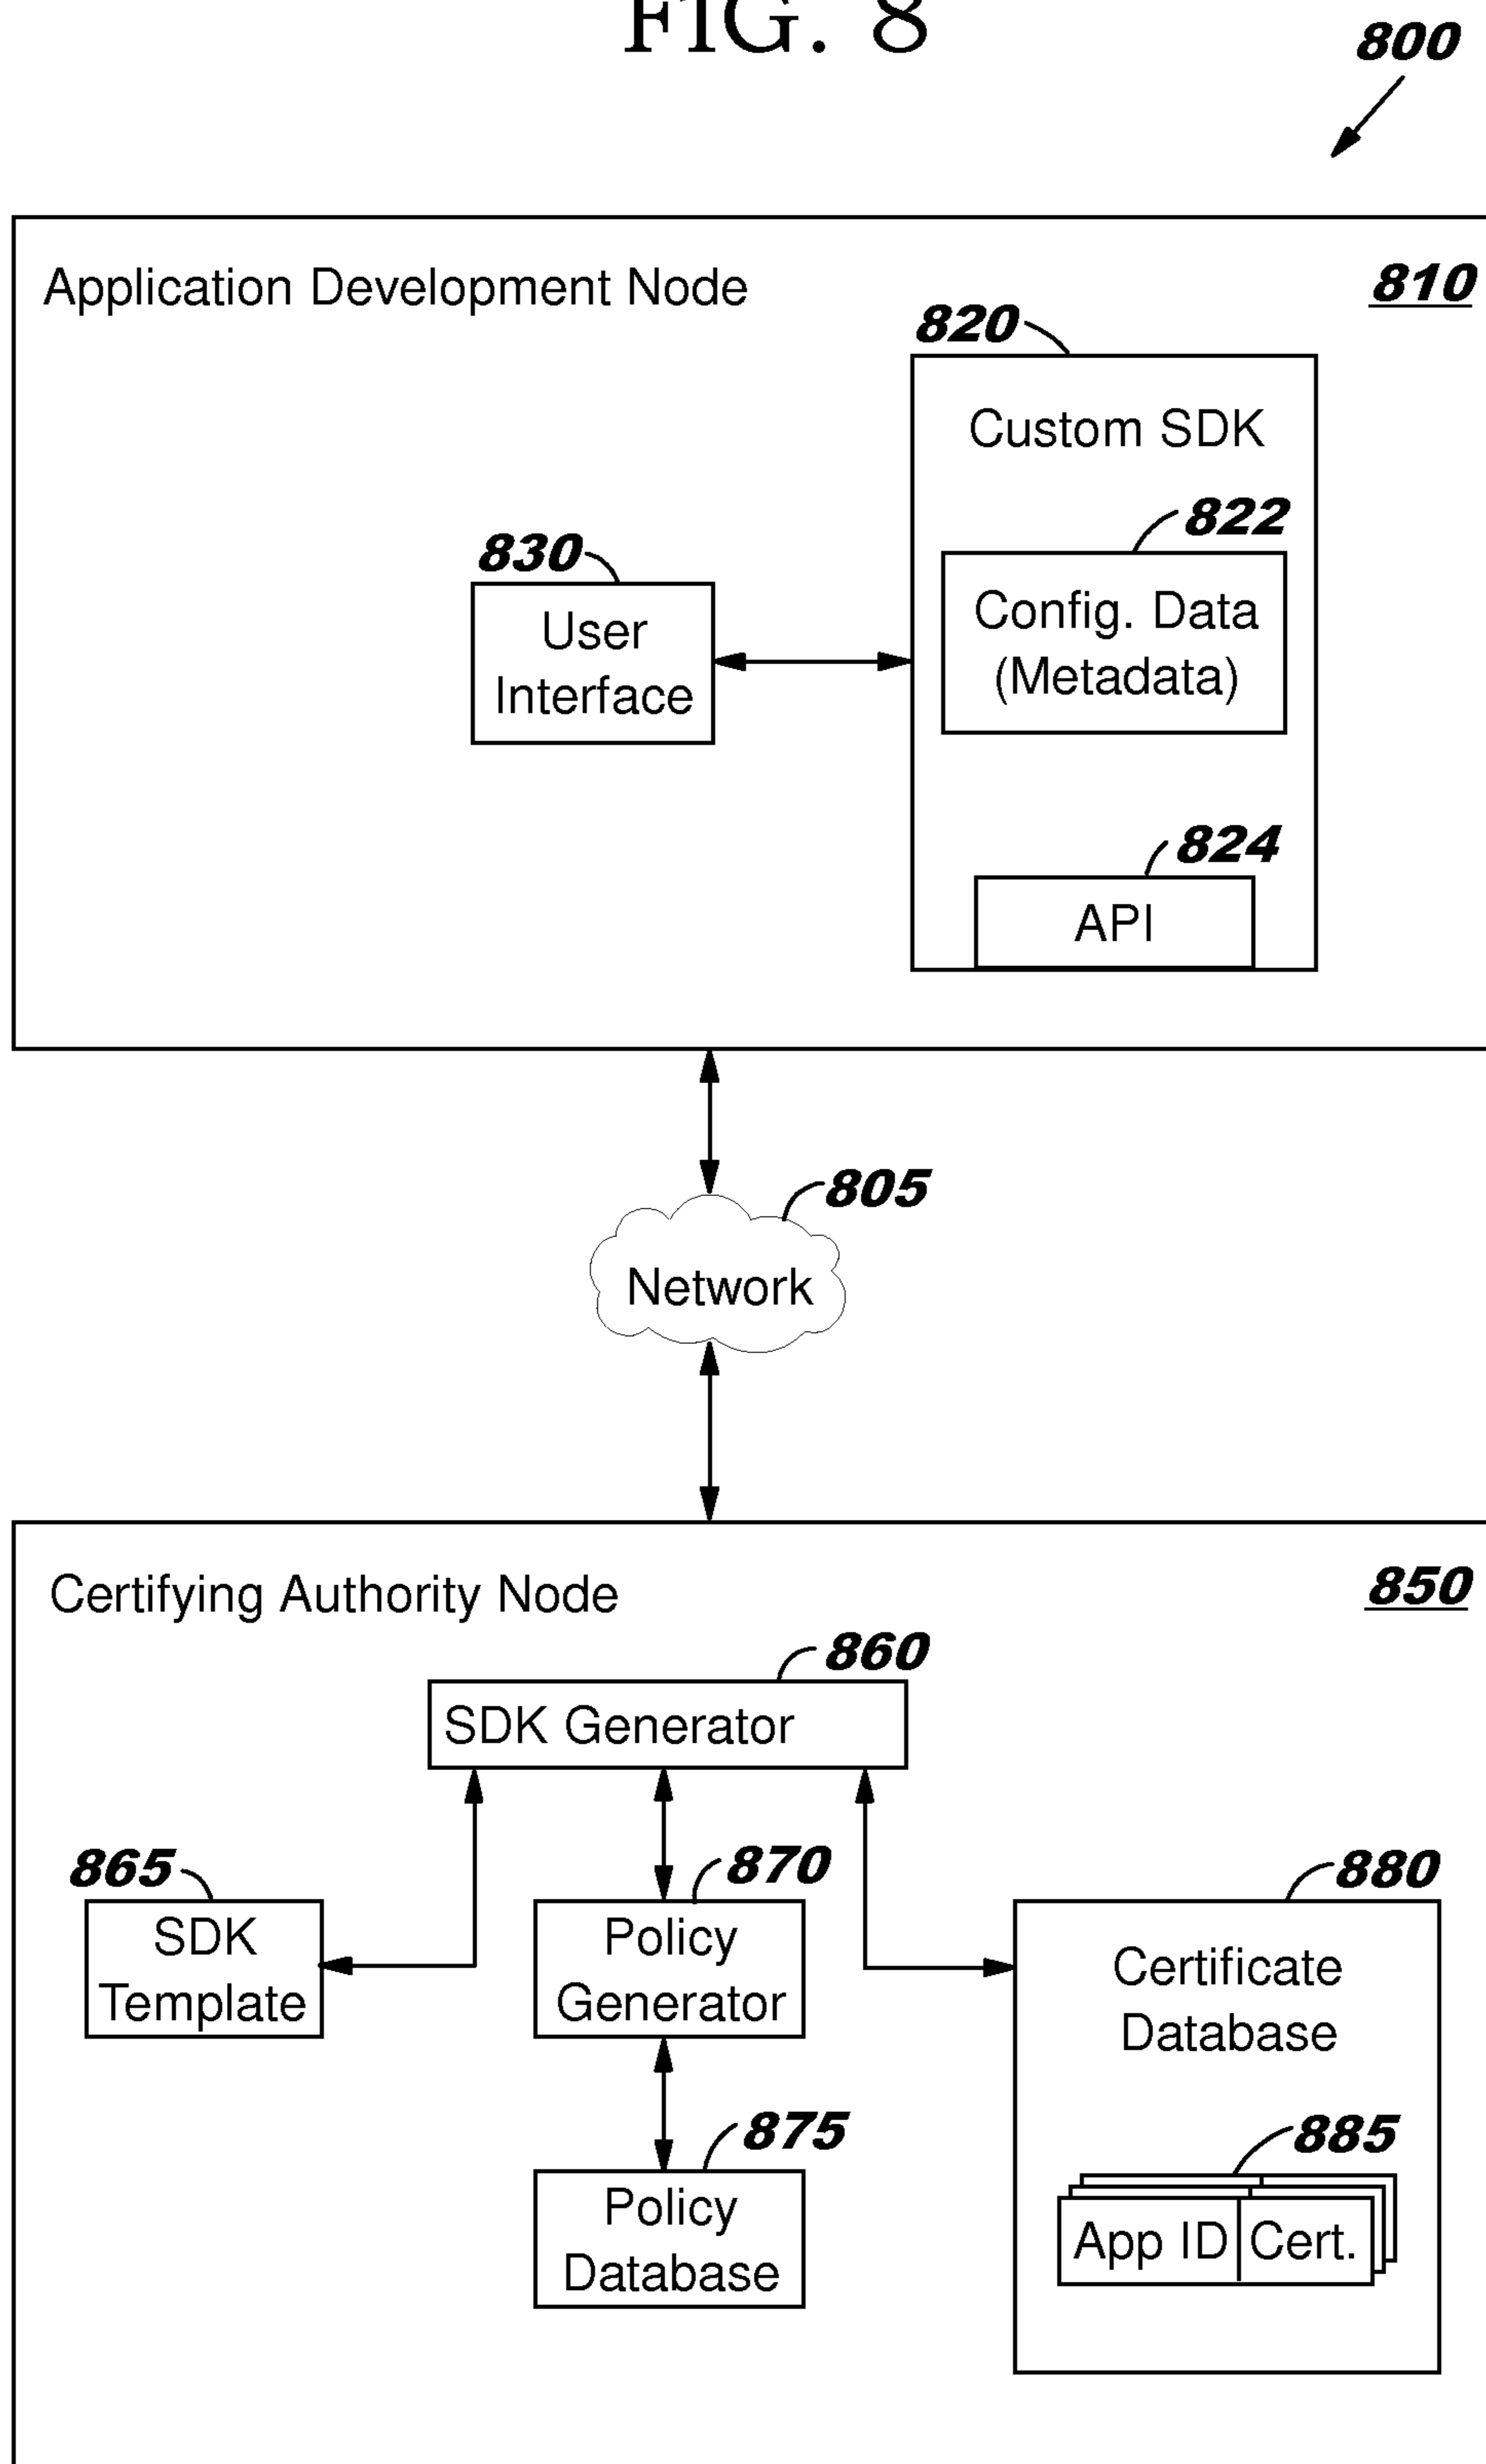 FIG. 8
800
Application Development Node
810
820
Custom SDK
822
Config. Data
(Metadata)
830
User
Interface
824
API
805
Network
Certifying Authority Node
850
860
SDK Generator
865
SDK
Template
870
Policy
Generator
880
Certificate
Database
875
Policy
Database
885
App ID
Cert.